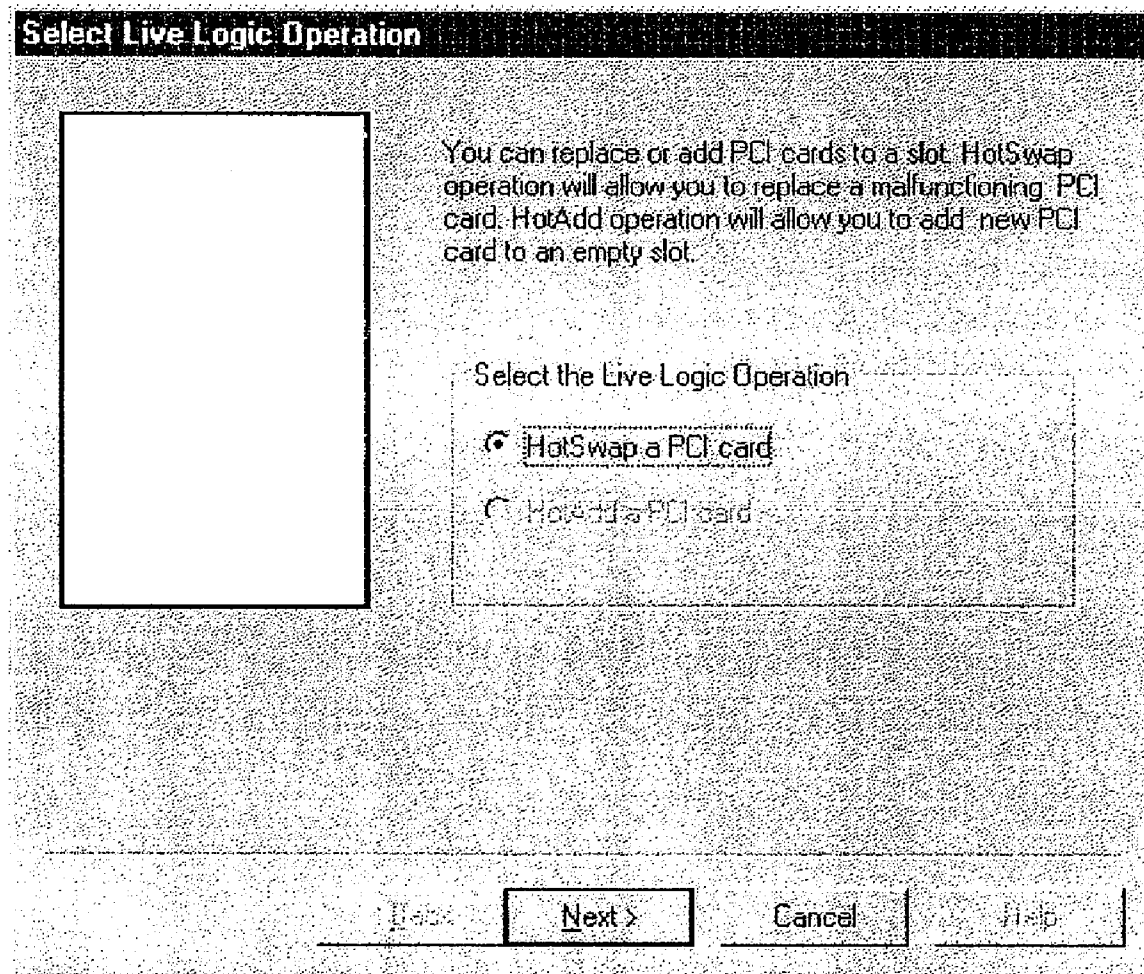 Select Live Logic Operation
You can replace or add PCI cards to a slot. HotSwap
operation will allow you to replace a malfunctioning PCI
card. HotAdd operation will allow you to add new PCI
card to an empty slot.
Select the Live Logic Operation
HotSwap a PCI card
HotAdd a PCI card
< Back
Next >
Cancel
Help